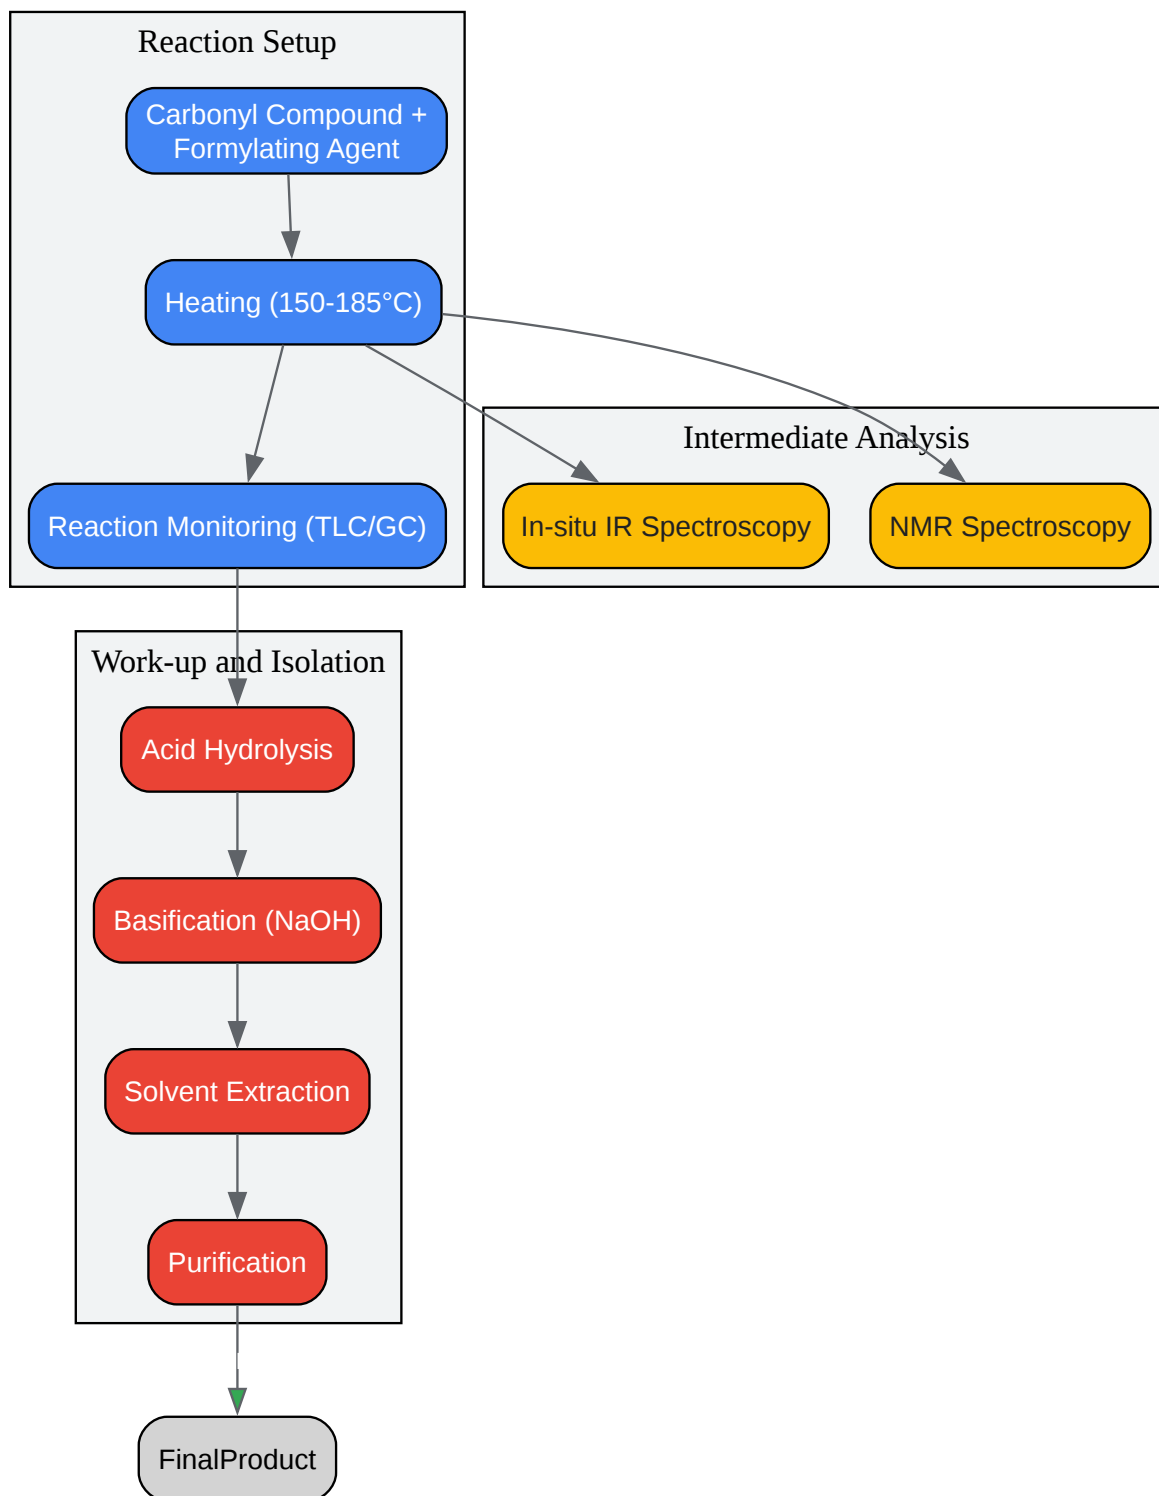 Reaction Setup
Carbonyl Compound +
Formylating Agent
Heating (150-185°C)
Reaction Monitoring (TLC/GC)
Intermediate Analysis
In-situ IR Spectroscopy
NMR Spectroscopy
Work-up and Isolation
Acid Hydrolysis
Basification (NaOH)
Solvent Extraction
Purification
FinalProduct